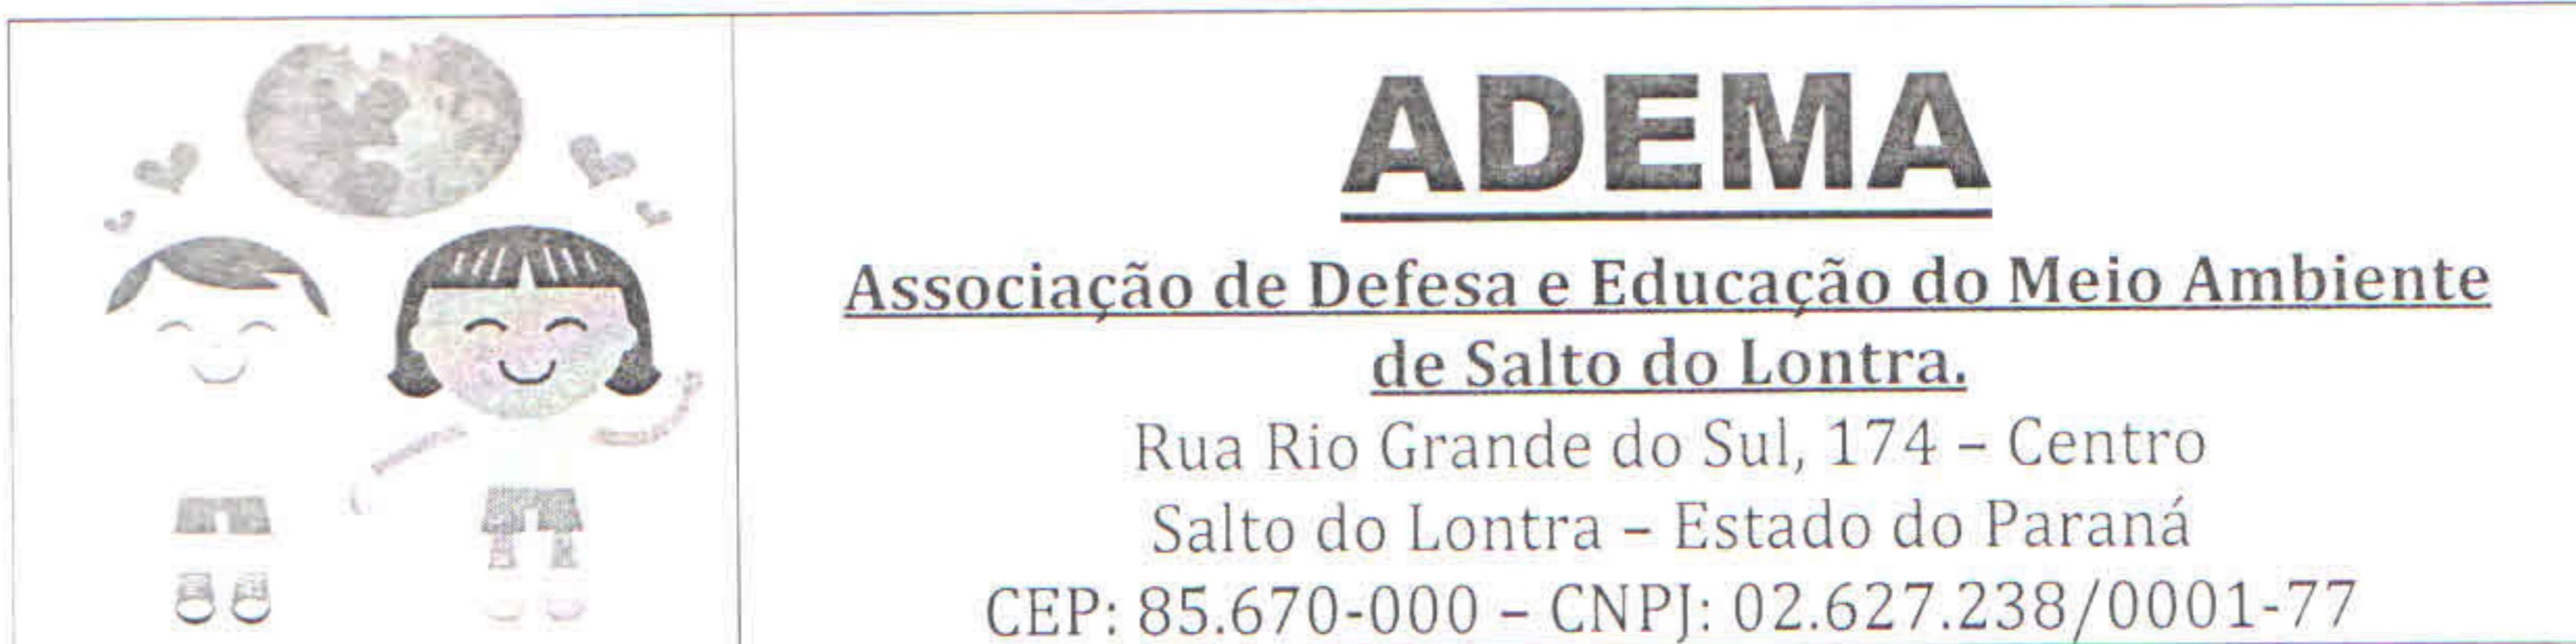 ADEMA
Associação de Defesa e Educação do Meio Ambiente
de Salto do Lontra.
Rua Rio Grande do Sul, 174 – Centro
Salto do Lontra – Estado do Paraná
CEP: 85.670-000 – CNPJ: 02.627.238/0001-77